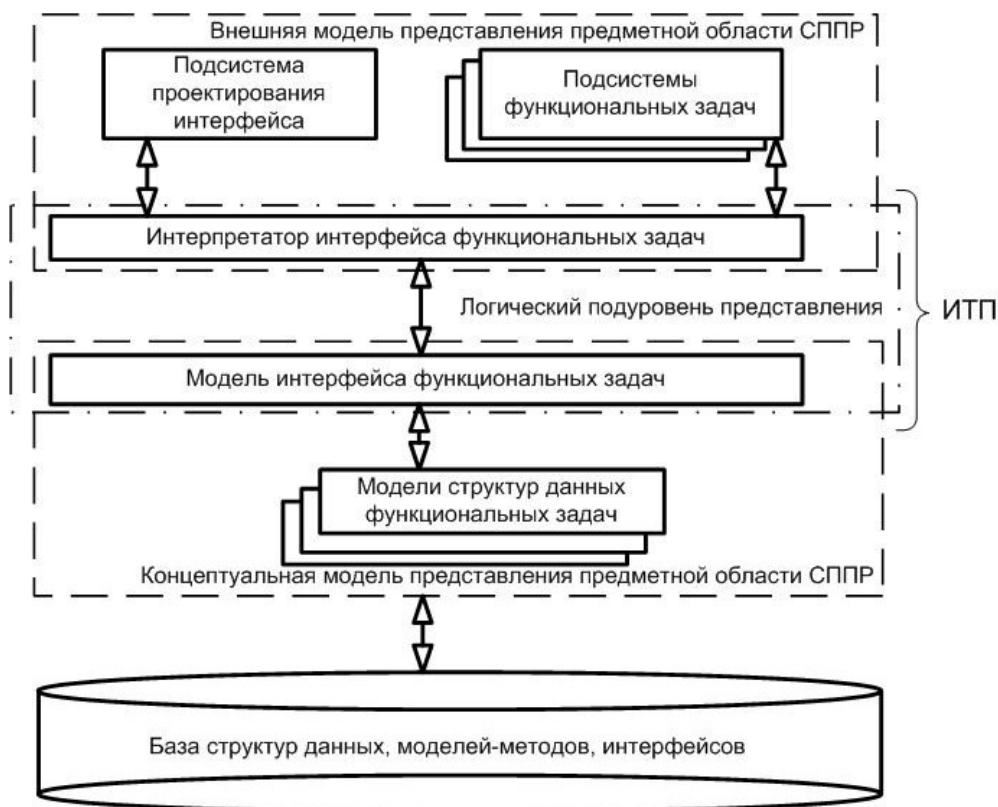 Внешняя модель представления предметной области СППР
Подсистема
проектирования
интерфейса
Подсистемы
функциональных задач
Интерпретатор интерфейса функциональных задач
Логический подуровень представления
ИТП
Модель интерфейса функциональных задач
Модели структур данных
функциональных задач
Концептуальная модель представления предметной области СППР
База структур данных, моделей-методов, интерфейсов